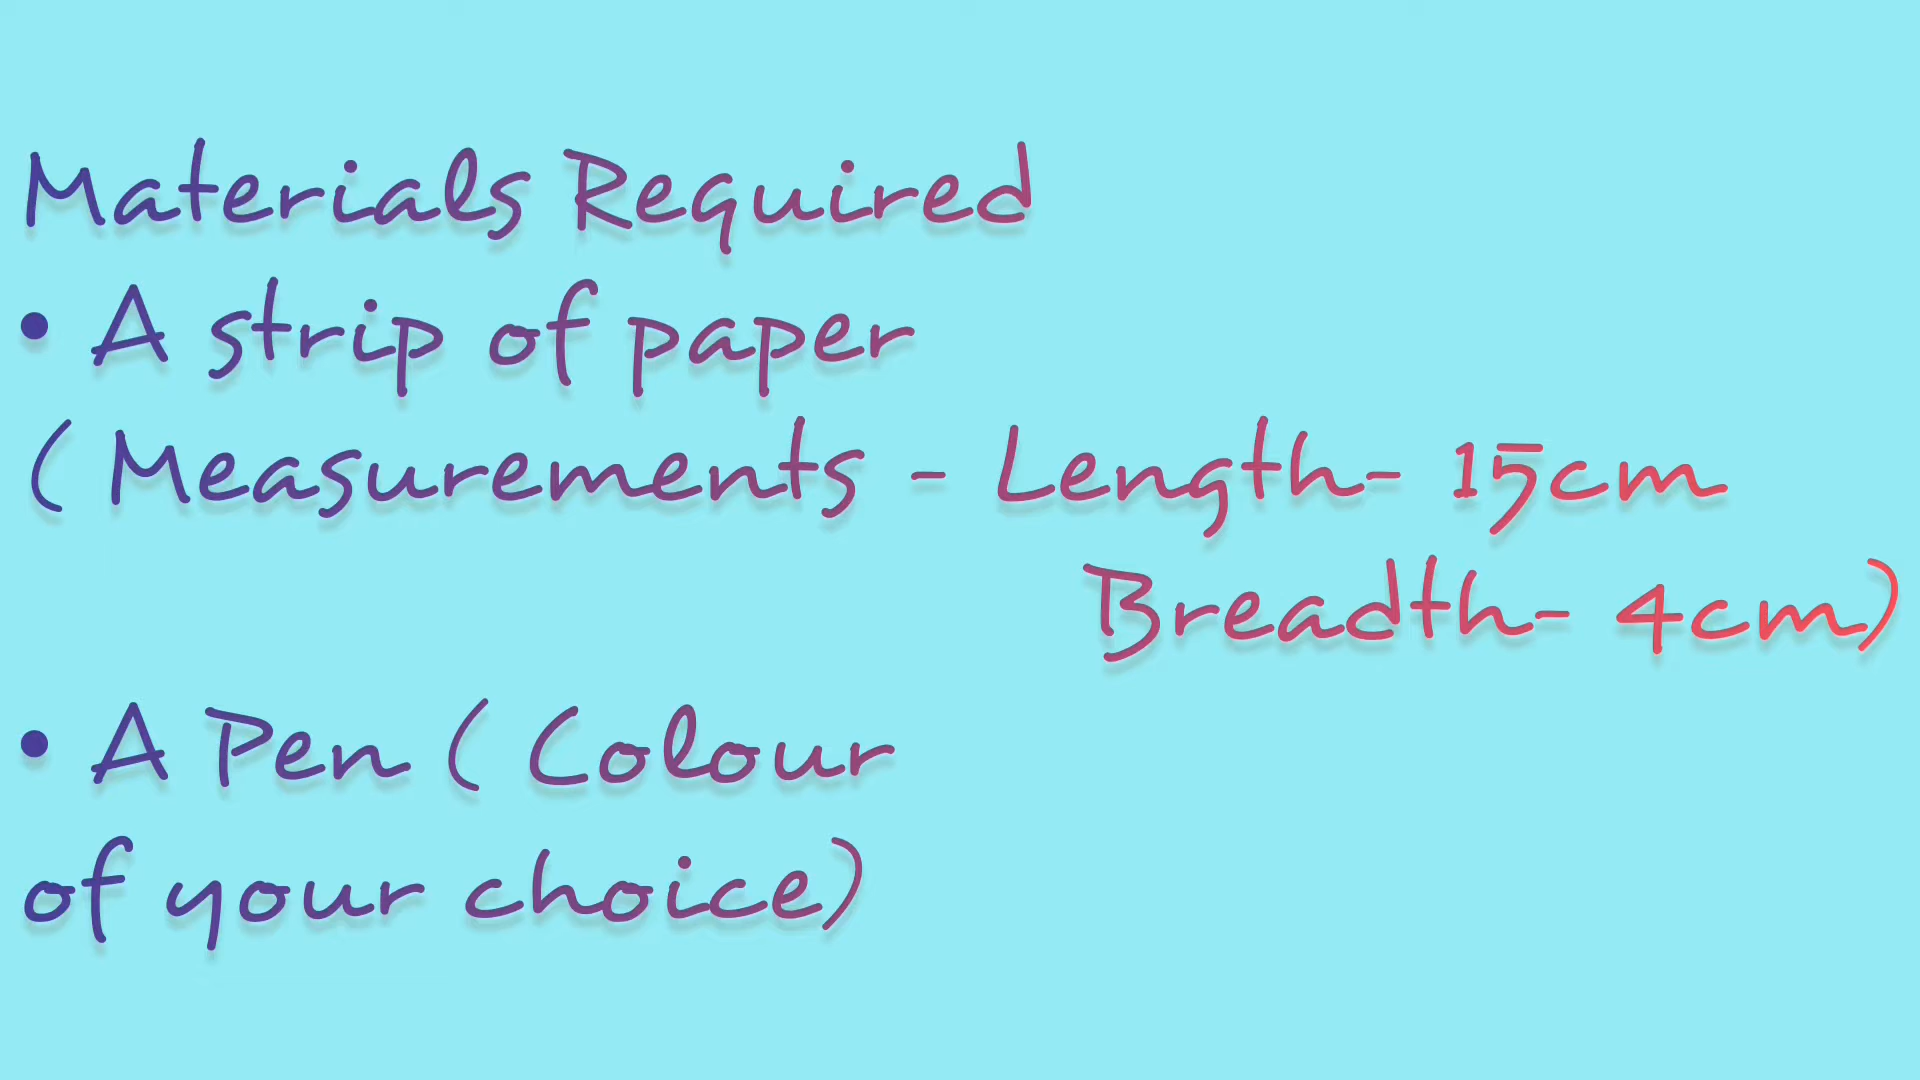 Materials Required
• A strip of paper
( Measurements - Length- 15cm
Breadth- 4cm)
• A Pen ( Colour
of your choice)